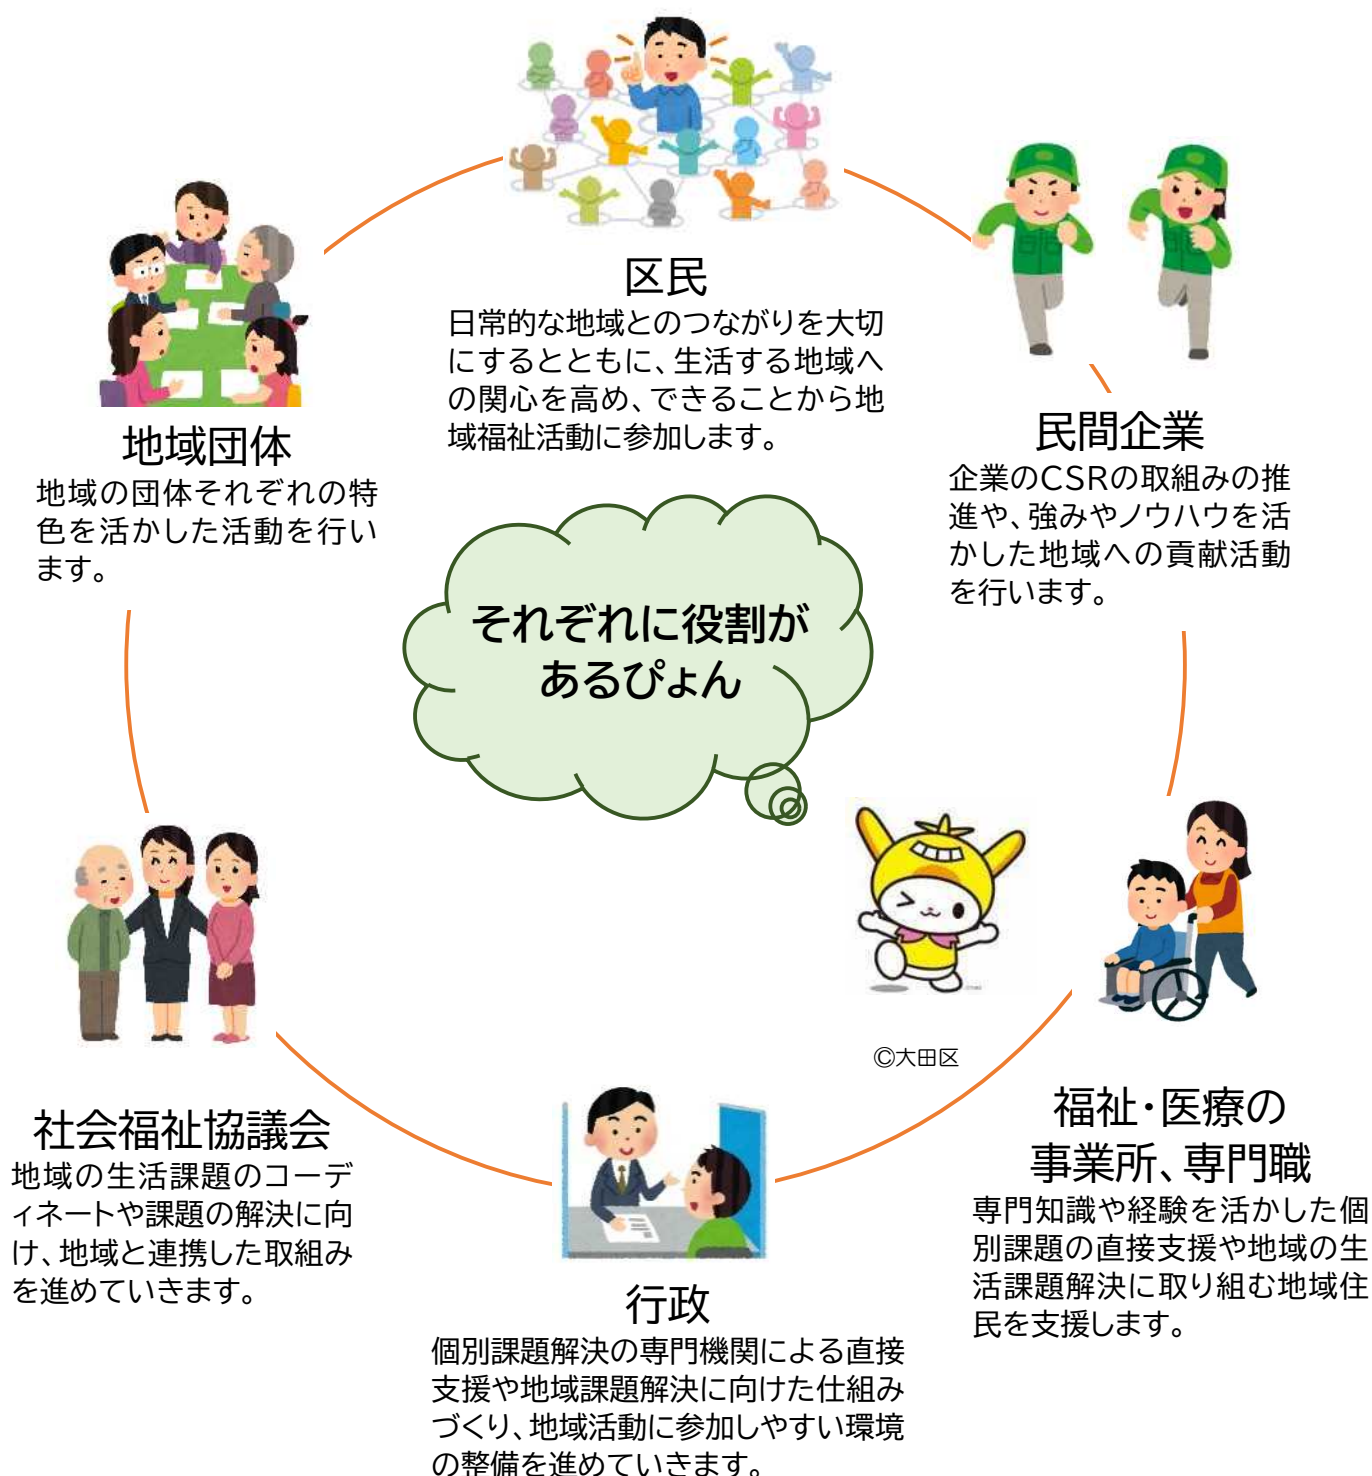 区民
日常的な地域とのつながりを大切
にするとともに、生活する地域へ
の関心を高め、できることから地
域福祉活動に参加します。
地域団体
地域の団体それぞれの特
色を活かした活動を行い
ます。
民間企業
企業のCSRの取組みの推
進や、強みやノウハウを活
かした地域への貢献活動
を行います。
それぞれに役割が
あるぴょん
©大田区
社会福祉協議会
地域の生活課題のコーデ
ィネートや課題の解決に向
け、地域と連携した取組み
を進めていきます。
行政
個別課題解決の専門機関による直接
支援や地域課題解決に向けた仕組み
づくり、地域活動に参加しやすい環境
の整備を進めていきます。
福祉・医療の
事業所、専門職
専門知識や経験を活かした個
別課題の直接支援や地域の生
活課題解決に取り組む地域住
民を支援します。